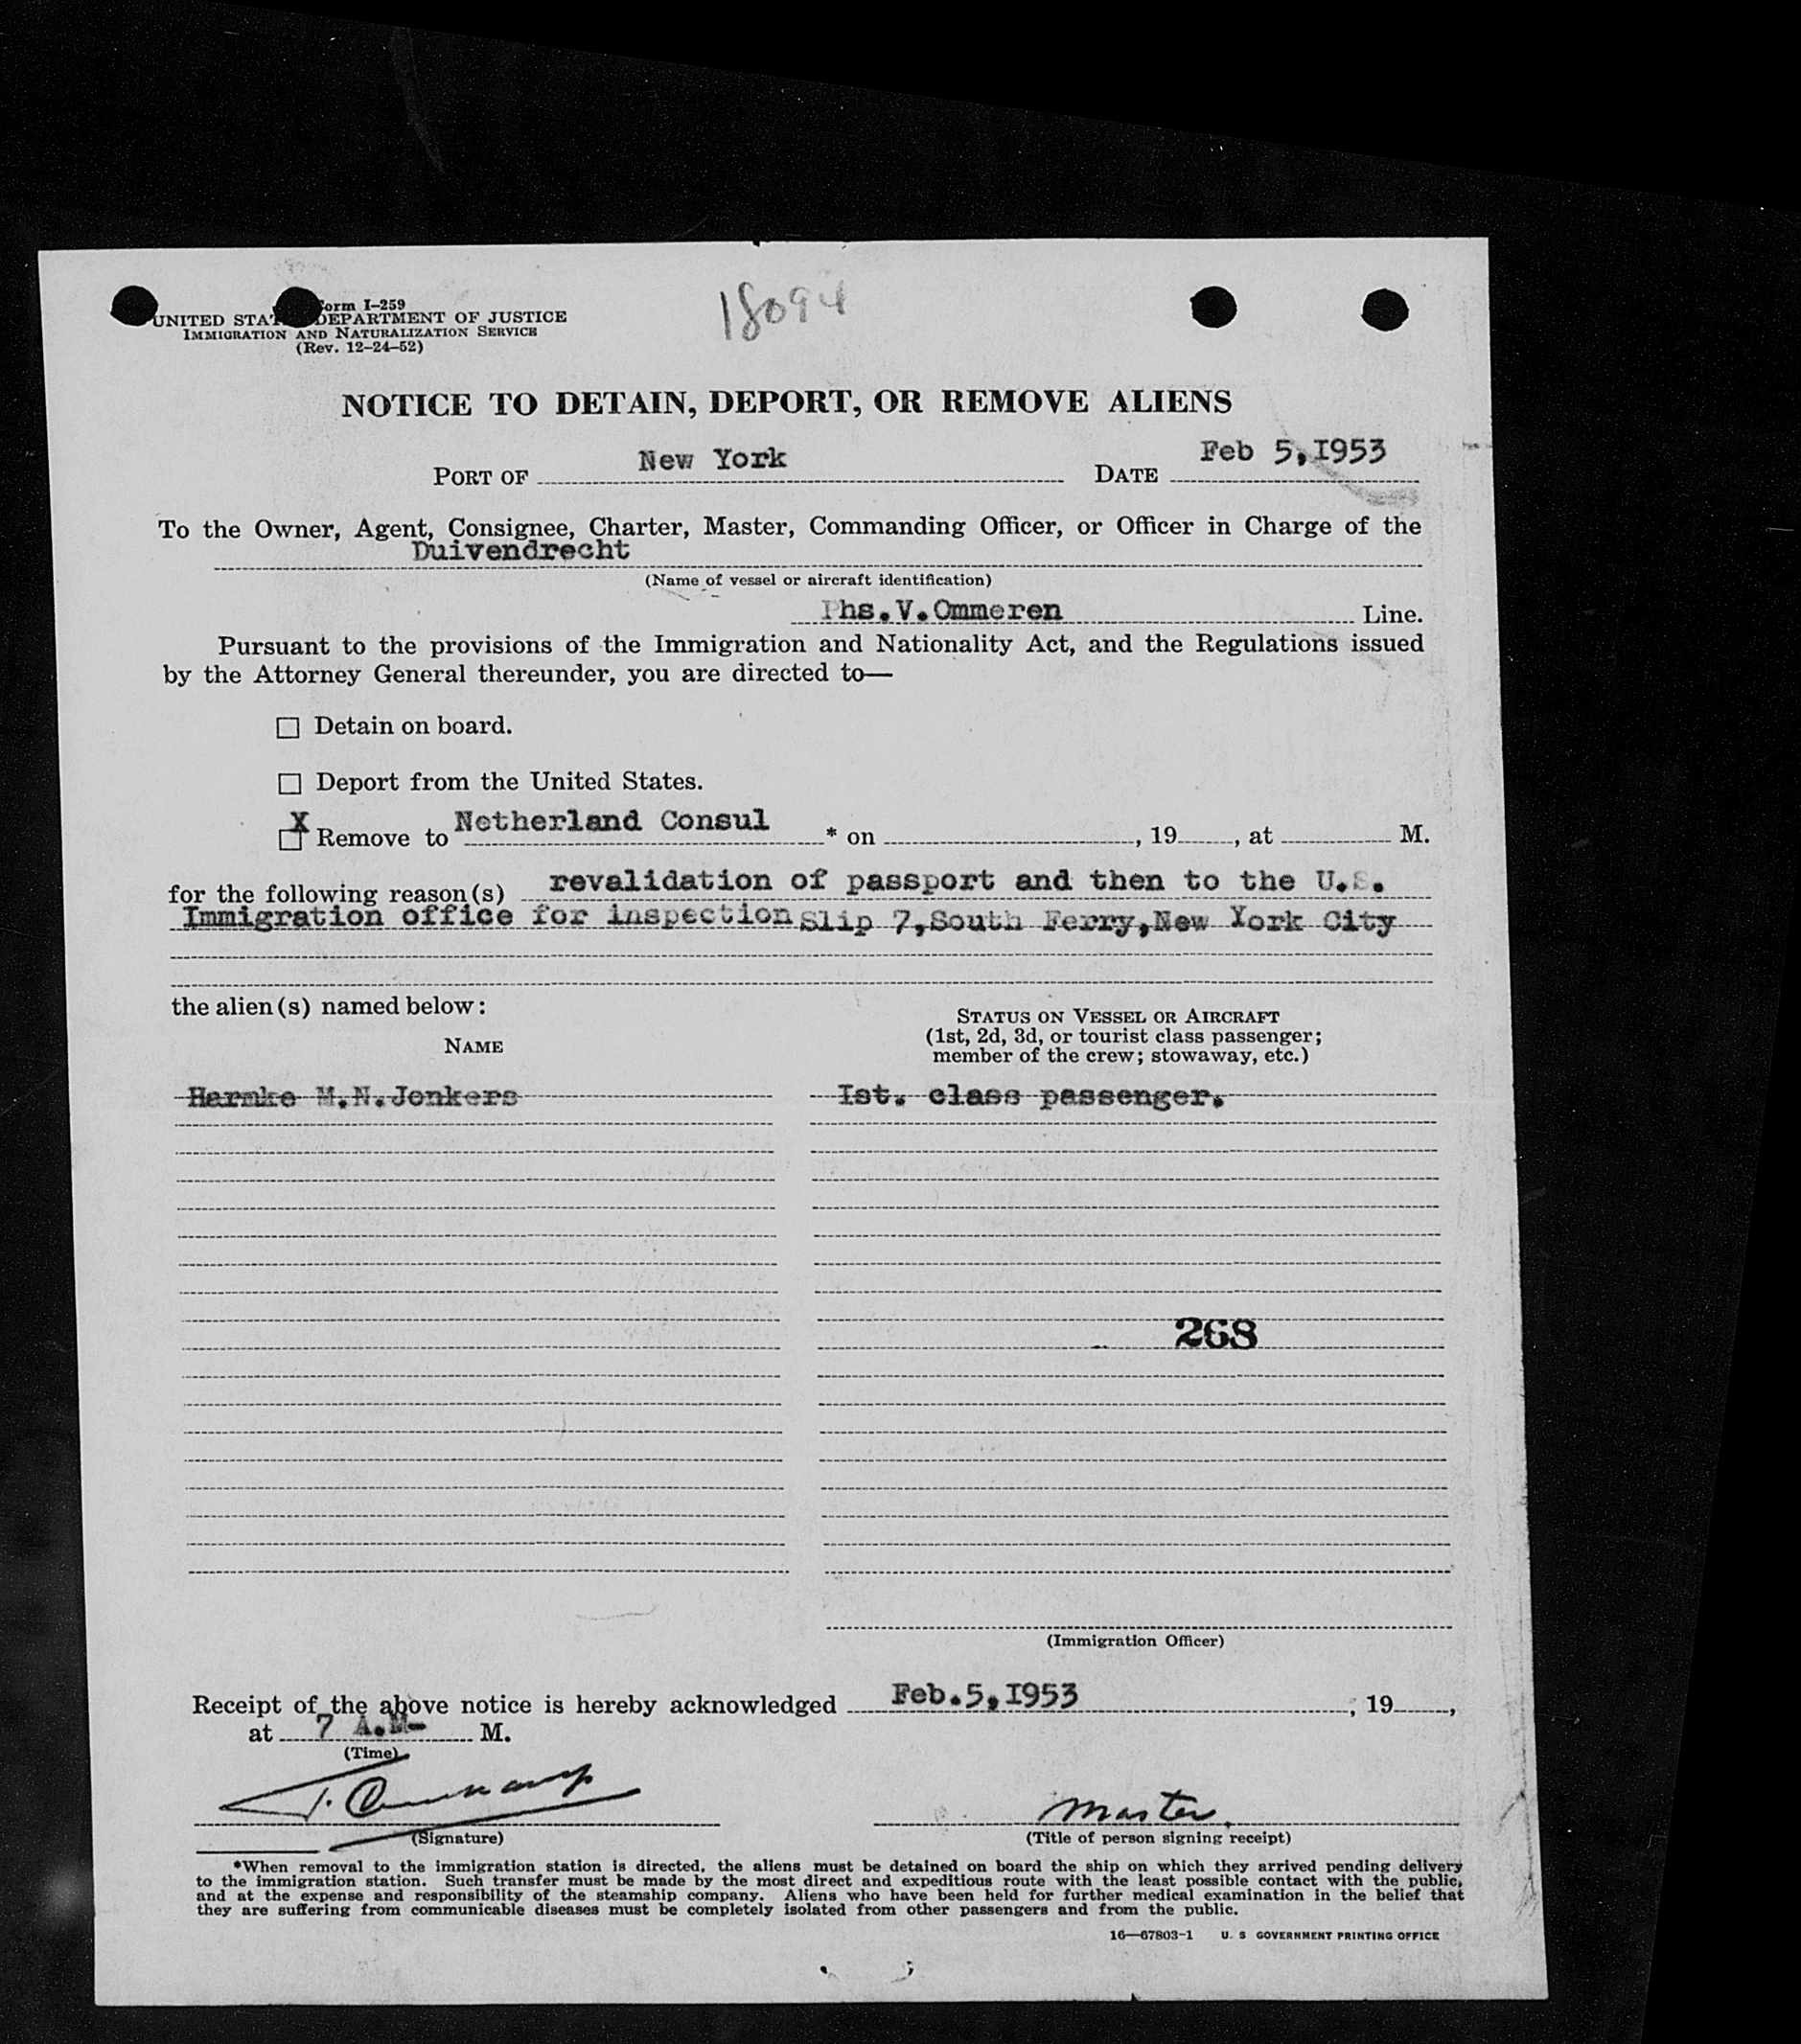 Form I-259
UNITED STATES DEPARTMENT OF JUSTICE
IMMIGRATION AND NATURALIZATION SERVICE
(Rev. 12-24-52)
18094
NOTICE TO DETAIN, DEPORT, OR REMOVE ALIENS
PORT OF New York DATE Feb 5,I953
To the Owner, Agent, Consignee, Charter, Master, Commanding Officer, or Officer in Charge of the
Duivendrecht
(Name of vessel or aircraft identification)
Phs.V.Ommeren Line.
Pursuant to the provisions of the Immigration and Nationality Act, and the Regulations issued
by the Attorney General thereunder, you are directed to—
☐ Detain on board.
☐ Deport from the United States.
X Remove to Netherland Consul * on , 19 , at M.
for the following reason(s) revalidation of passport and then to the U.S.
Immigration office for inspection Slip 7,South Ferry,New York City
the alien(s) named below:
NAME
STATUS ON VESSEL OR AIRCRAFT
(1st, 2d, 3d, or tourist class passenger;
member of the crew; stowaway, etc.)
Harmke M.N.Jonkers Ist. class passenger.
268
(Immigration Officer)
Receipt of the above notice is hereby acknowledged Feb.5,I953 , 19 ,
at 7 A.M. M.
(Time)
Master.
(Signature) (Title of person signing receipt)
*When removal to the immigration station is directed, the aliens must be detained on board the ship on which they arrived pending delivery
to the immigration station. Such transfer must be made by the most direct and expeditious route with the least possible contact with the public,
and at the expense and responsibility of the steamship company. Aliens who have been held for further medical examination in the belief that
they are suffering from communicable diseases must be completely isolated from other passengers and from the public.
16—67803-1 U. S GOVERNMENT PRINTING OFFICE